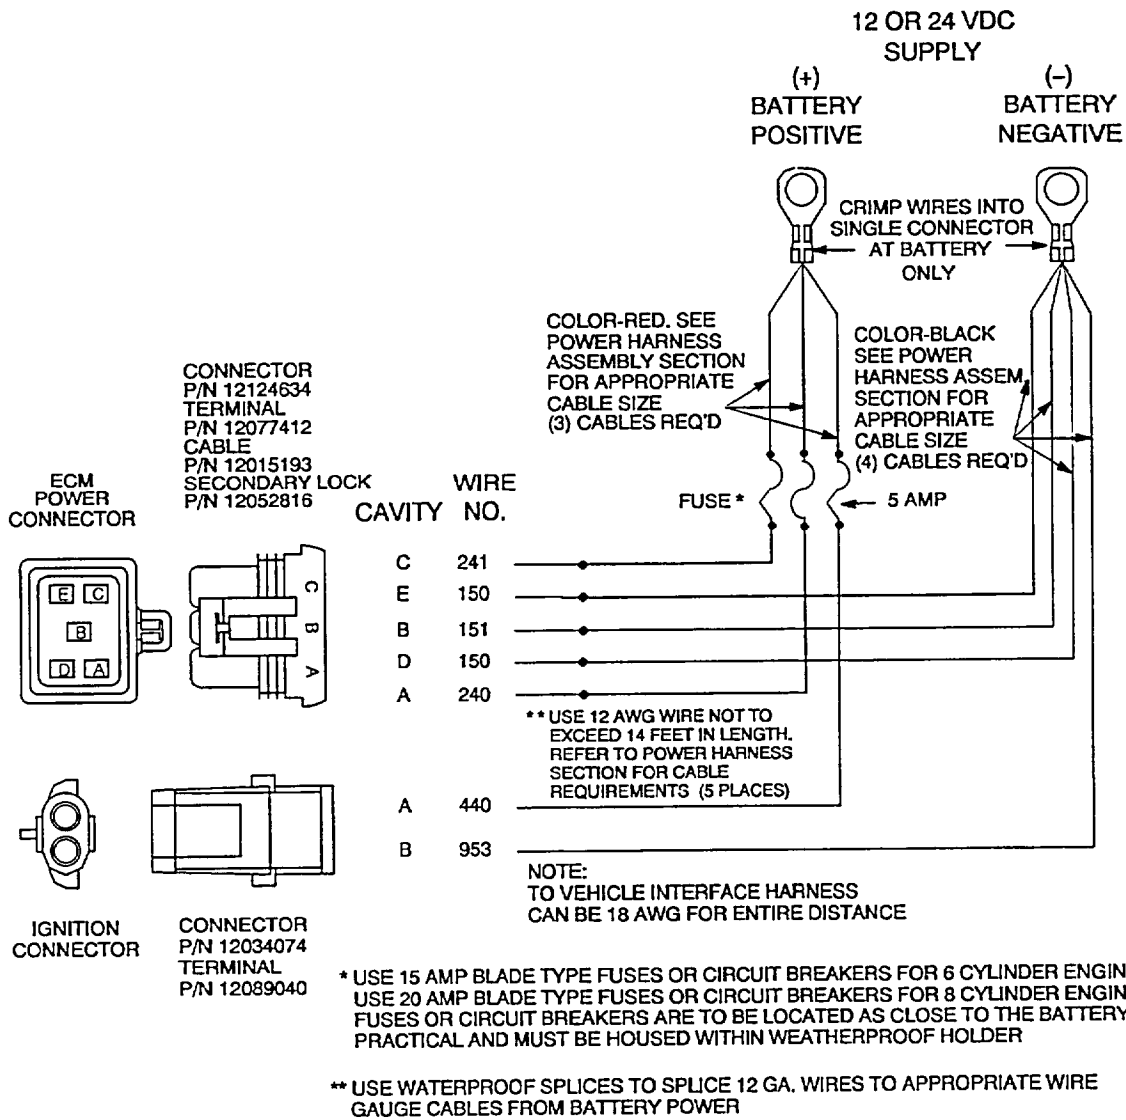 12 OR 24 VDC
SUPPLY
(+)
BATTERY
POSITIVE
(–)
BATTERY
NEGATIVE
CRIMP WIRES INTO
SINGLE CONNECTOR
AT BATTERY
ONLY
COLOR-RED. SEE
POWER HARNESS
ASSEMBLY SECTION
FOR APPROPRIATE
CABLE SIZE
(3) CABLES REQ'D
COLOR-BLACK
SEE POWER
HARNESS ASSEM.
SECTION FOR
APPROPRIATE
CABLE SIZE
(4) CABLES REQ'D
CONNECTOR
P/N 12124634
TERMINAL
P/N 12077412
CABLE
P/N 12015193
SECONDARY LOCK
P/N 12052816
ECM
POWER
CONNECTOR
FUSE *
5 AMP
CAVITY
WIRE
NO.
E C
B
D A
C
B
A
C 241
E 150
B 151
D 150
A 240
** USE 12 AWG WIRE NOT TO
EXCEED 14 FEET IN LENGTH.
REFER TO POWER HARNESS
SECTION FOR CABLE
REQUIREMENTS (5 PLACES)
A 440
B 953
NOTE:
TO VEHICLE INTERFACE HARNESS
CAN BE 18 AWG FOR ENTIRE DISTANCE
IGNITION
CONNECTOR
CONNECTOR
P/N 12034074
TERMINAL
P/N 12089040
* USE 15 AMP BLADE TYPE FUSES OR CIRCUIT BREAKERS FOR 6 CYLINDER ENGIN
USE 20 AMP BLADE TYPE FUSES OR CIRCUIT BREAKERS FOR 8 CYLINDER ENGIN
FUSES OR CIRCUIT BREAKERS ARE TO BE LOCATED AS CLOSE TO THE BATTERY
PRACTICAL AND MUST BE HOUSED WITHIN WEATHERPROOF HOLDER
** USE WATERPROOF SPLICES TO SPLICE 12 GA. WIRES TO APPROPRIATE WIRE
GAUGE CABLES FROM BATTERY POWER